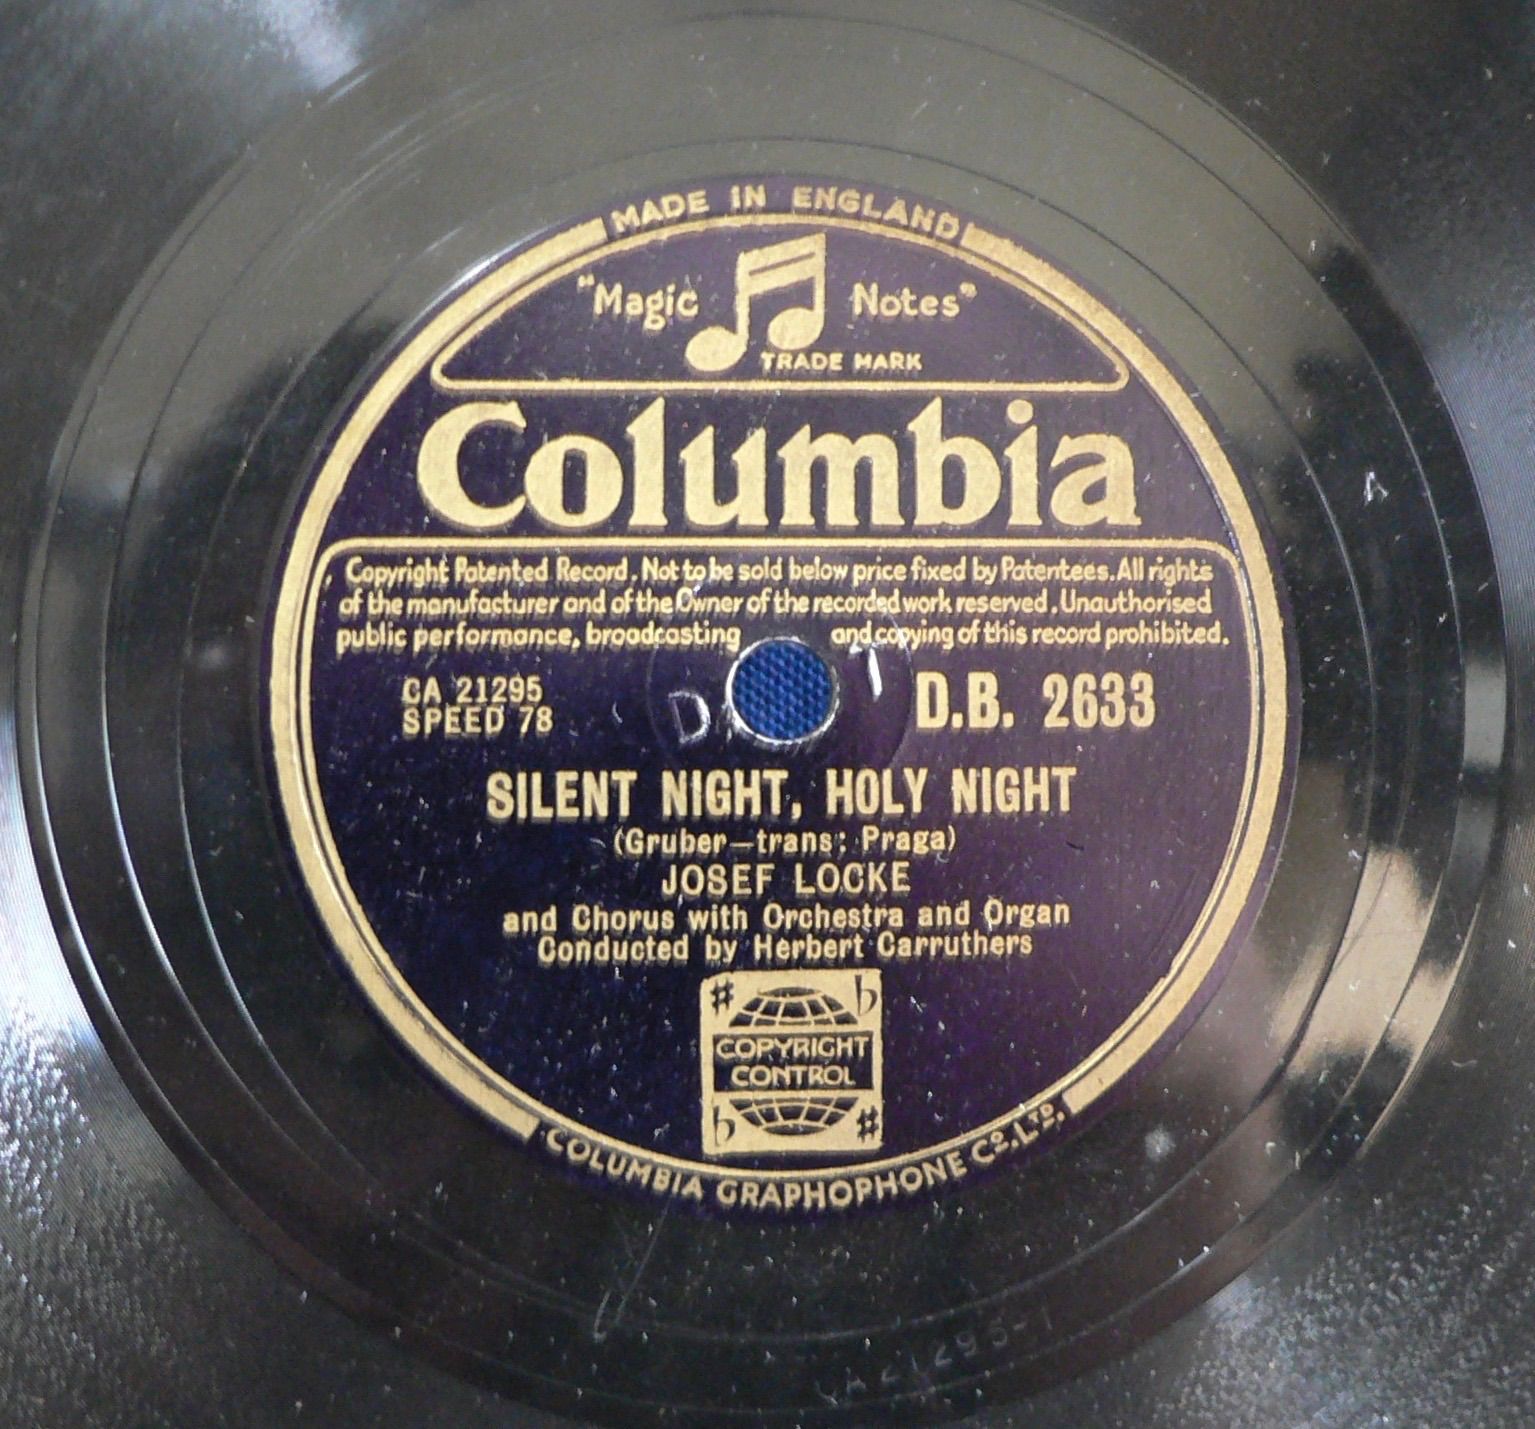 MADE IN ENGLAND
"Magic Notes"
TRADE MARK
Columbia
Copyright Patented Record. Not to be sold below price fixed by Patentees. All rights
of the manufacturer and of the Owner of the recorded work reserved. Unauthorised
public performance, broadcasting and copying of this record prohibited.
CA 21295
SPEED 78
D.B. 2633
SILENT NIGHT, HOLY NIGHT
(Gruber—trans: Praga)
JOSEF LOCKE
and Chorus with Orchestra and Organ
Conducted by Herbert Carruthers
♯ ♭
COPYRIGHT
CONTROL
♭ ♯
COLUMBIA GRAPHOPHONE CO. LTD.
CA21295-1